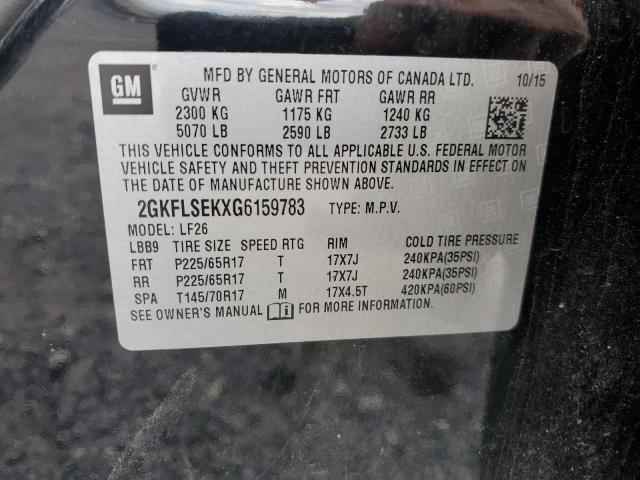 GM ® MFD BY GENERAL MOTORS OF CANADA LTD. 10/15
GVWR GAWR FRT GAWR RR
2300 KG 1175 KG 1240 KG
5070 LB 2590 LB 2733 LB
THIS VEHICLE CONFORMS TO ALL APPLICABLE U.S. FEDERAL MOTOR
VEHICLE SAFETY AND THEFT PREVENTION STANDARDS IN EFFECT ON
THE DATE OF MANUFACTURE SHOWN ABOVE.
2GKFLSEKXG6159783 TYPE: M.P.V.
MODEL: LF26
LBB9 TIRE SIZE SPEED RTG RIM COLD TIRE PRESSURE
FRT P225/65R17 T 17X7J 240KPA(35PSI)
RR P225/65R17 T 17X7J 240KPA(35PSI)
SPA T145/70R17 M 17X4.5T 420KPA(60PSI)
SEE OWNER'S MANUAL FOR MORE INFORMATION.